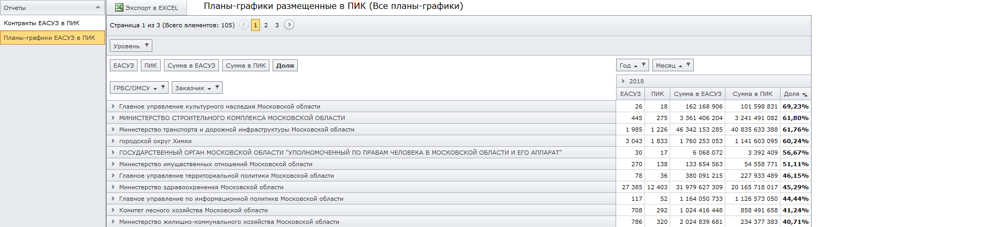 Отчеты
Контракты ЕАСУЗ в ПИК
Планы-графики ЕАСУЗ в ПИК
Экспорт в EXCEL
Планы-графики размещенные в ПИК (Все планы-графики)
Страница 1 из 3 (Всего элементов: 105) 1 2 3
Уровень
ЕАСУЗ ПИК Сумма в ЕАСУЗ Сумма в ПИК Доля
Год Месяц
ГРБС/ОМСУ Заказчик
2018
ЕАСУЗ ПИК Сумма в ЕАСУЗ Сумма в ПИК Доля
Главное управление культурного наследия Московской области 26 18 162 168 906 101 598 831 69,23%
МИНИСТЕРСТВО СТРОИТЕЛЬНОГО КОМПЛЕКСА МОСКОВСКОЙ ОБЛАСТИ 445 275 3 361 406 204 3 241 491 082 61,80%
Министерство транспорта и дорожной инфраструктуры Московской области 1 985 1 226 46 342 153 285 40 835 633 388 61,76%
городской округ Химки 3 043 1 833 1 760 253 053 1 141 603 095 60,24%
ГОСУДАРСТВЕННЫЙ ОРГАН МОСКОВСКОЙ ОБЛАСТИ "УПОЛНОМОЧЕННЫЙ ПО ПРАВАМ ЧЕЛОВЕКА В МОСКОВСКОЙ ОБЛАСТИ И ЕГО АППАРАТ" 30 17 6 068 072 3 392 409 56,67%
Министерство имущественных отношений Московской области 270 138 133 654 563 54 558 771 51,11%
Главное управление территориальной политики Московской области 78 36 380 091 215 227 933 489 46,15%
Министерство здравоохранения Московской области 27 385 12 403 31 979 627 309 20 165 718 017 45,29%
Главное управление по информационной политике Московской области 117 52 1 164 050 733 1 126 573 050 44,44%
Комитет лесного хозяйства Московской области 708 292 1 024 416 448 858 491 658 41,24%
Министерство жилищно-коммунального хозяйства Московской области 786 320 2 024 839 681 234 377 383 40,71%